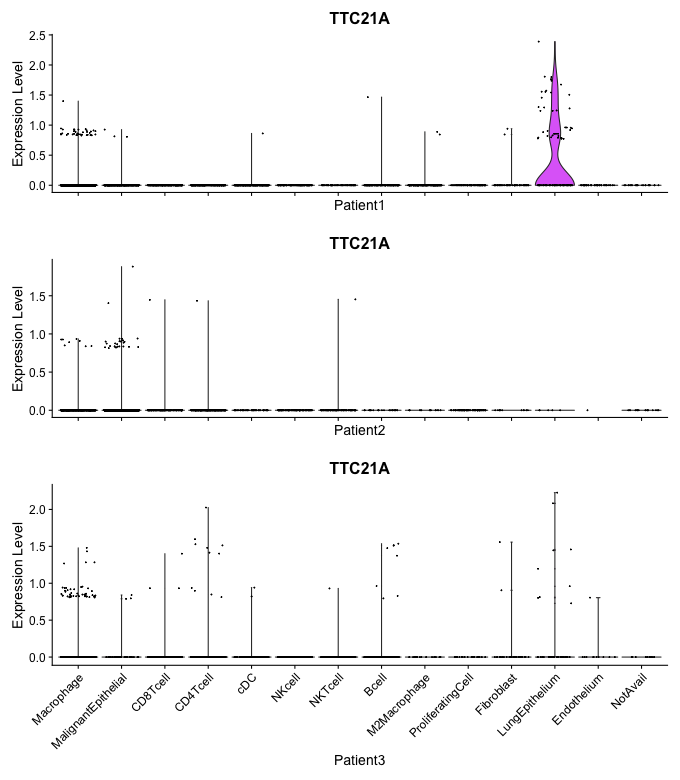 TTC21A
Expression Level
2.5
2.0
1.5
1.0
0.5
0.0
Patient1
TTC21A
Expression Level
1.5
1.0
0.5
0.0
Patient2
TTC21A
Expression Level
2.0
1.5
1.0
0.5
0.0
Macrophage
MalignantEpithelial
CD8Tcell
CD4Tcell
cDC
NKcell
NKTcell
Bcell
M2Macrophage
ProliferatingCell
Fibroblast
LungEpithelium
Endothelium
NotAvail
Patient3